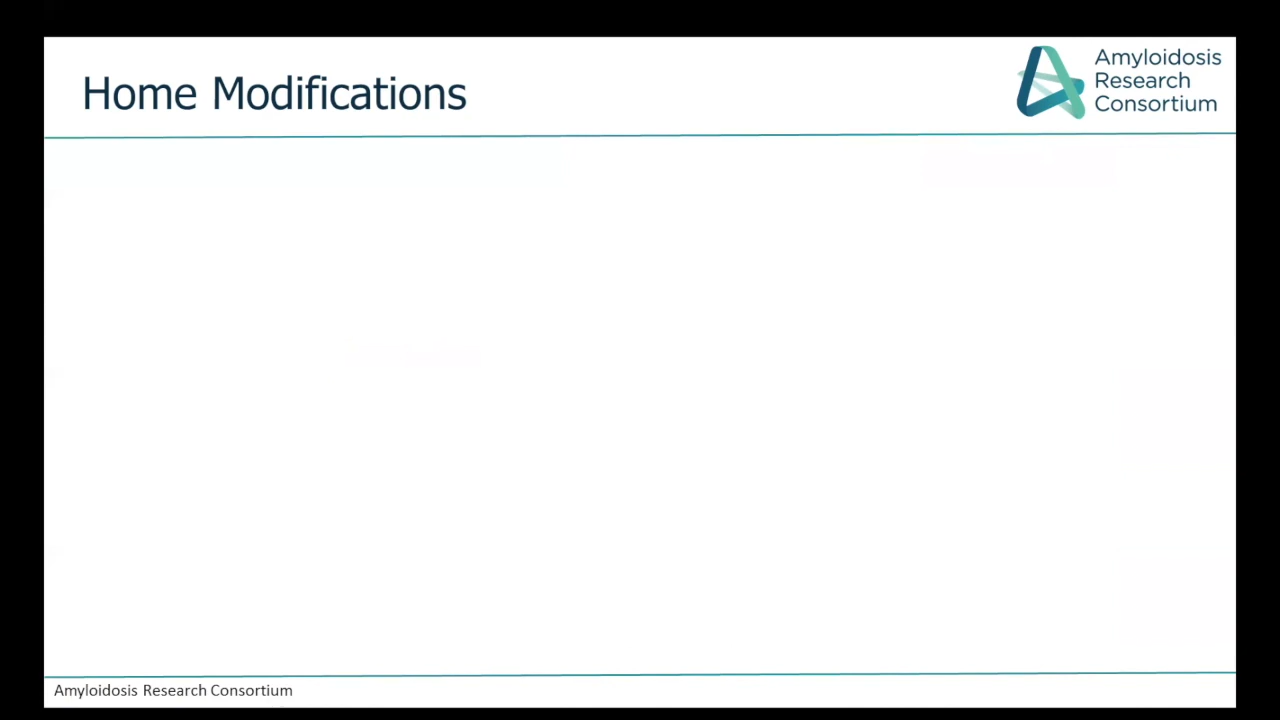 Home Modifications
Amyloidosis
Research
Consortium
Amyloidosis Research Consortium